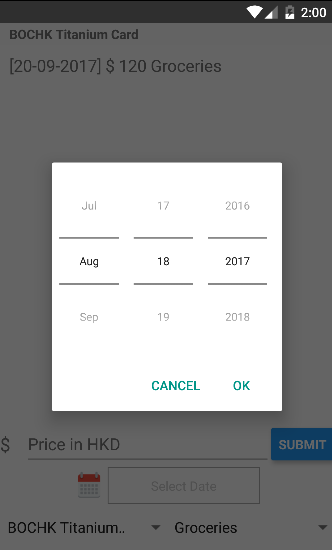 2:00
BOCHK Titanium Card
[20-09-2017] $ 120 Groceries
Jul 17 2016
Aug 18 2017
Sep 19 2018
CANCEL OK
$ Price in HKD SUBMIT
Select Date
BOCHK Titanium.. Groceries